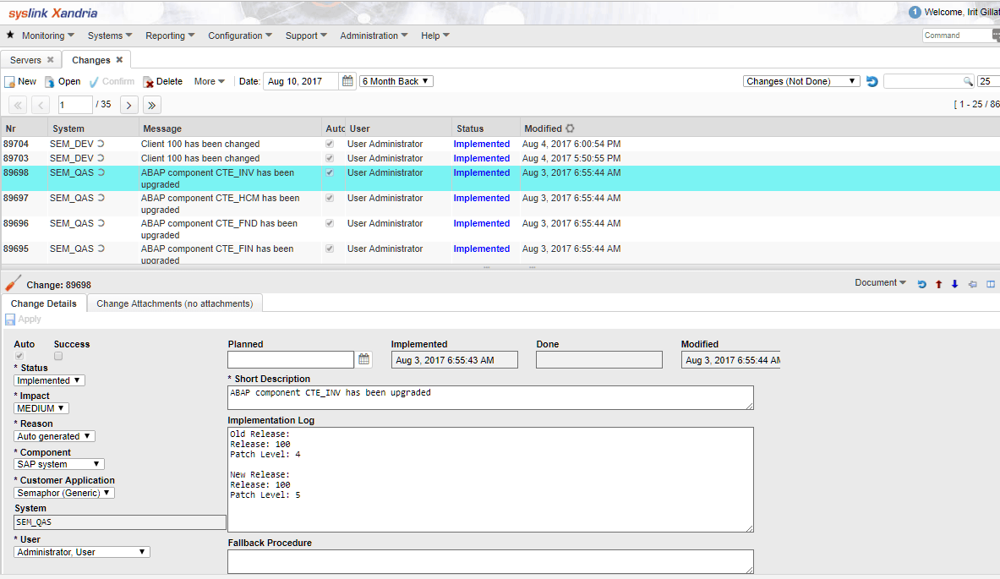 syslink Xandria
1 Welcome, Irit Gillat
Monitoring Systems Reporting Configuration Support Administration Help Command
Servers Changes
New Open Confirm Delete More Date: Aug 10, 2017 6 Month Back Changes (Not Done) 25
1 / 35 [ 1 - 25 / 86
Nr System Message Auto User Status Modified
89704 SEM_DEV Client 100 has been changed User Administrator Implemented Aug 4, 2017 6:00:54 PM
89703 SEM_DEV Client 100 has been changed User Administrator Implemented Aug 4, 2017 5:50:55 PM
89698 SEM_QAS ABAP component CTE_INV has been User Administrator Implemented Aug 3, 2017 6:55:44 AM
upgraded
89697 SEM_QAS ABAP component CTE_HCM has been User Administrator Implemented Aug 3, 2017 6:55:44 AM
upgraded
89696 SEM_QAS ABAP component CTE_FND has been User Administrator Implemented Aug 3, 2017 6:55:44 AM
upgraded
89695 SEM_QAS ABAP component CTE_FIN has been User Administrator Implemented Aug 3, 2017 6:55:44 AM
upgraded
Change: 89698 Document
Change Details Change Attachments (no attachments)
Apply
Auto Success Planned Implemented Done Modified
Aug 3, 2017 6:55:43 AM Aug 3, 2017 6:55:44 AM
* Status
Implemented
* Impact
MEDIUM
* Reason
Auto generated
* Component
SAP system
* Customer Application
Semaphor (Generic)
System
SEM_QAS
* User
Administrator, User
* Short Description
ABAP component CTE_INV has been upgraded
Implementation Log
Old Release:
Release: 100
Patch Level: 4
New Release:
Release: 100
Patch Level: 5
Fallback Procedure